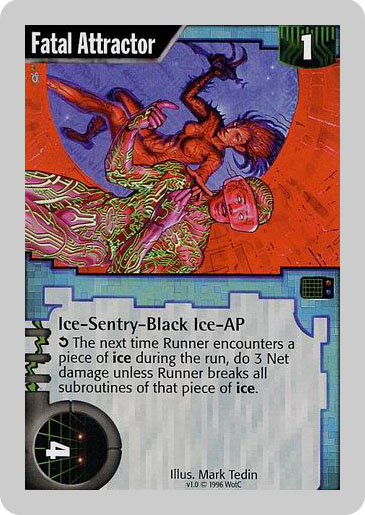 Fatal Attractor
1
Ice-Sentry-Black Ice-AP
The next time Runner encounters a
piece of ice during the run, do 3 Net
damage unless Runner breaks all
subroutines of that piece of ice.
4
Illus. Mark Tedin
v1.0 © 1996 WotC